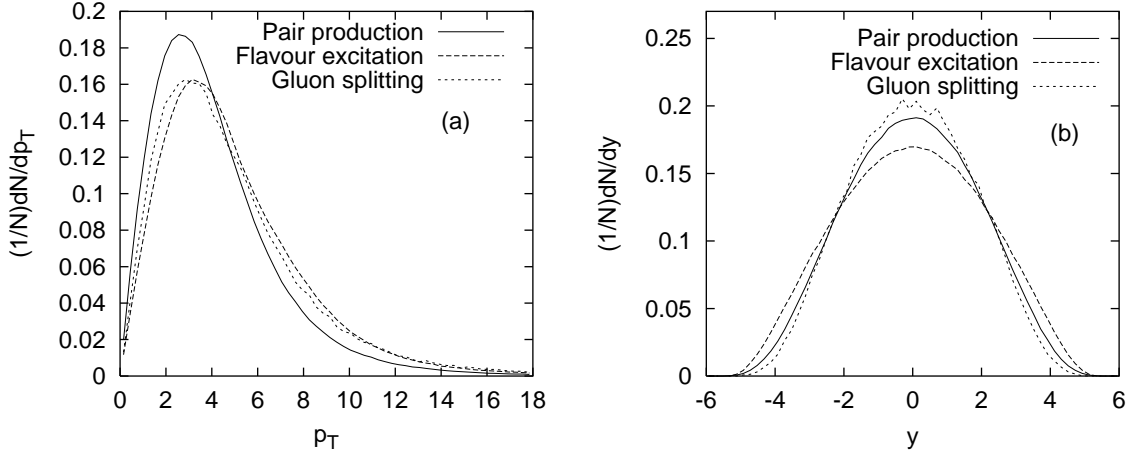 0.2
0.18
0.16
0.14
0.12
0.1
0.08
0.06
0.04
0.02
0
(1/N)dN/dp_T
Pair production
Flavour excitation
Gluon splitting
(a)
0 2 4 6 8 10 12 14 16 18
p_T
0.25
0.2
0.15
0.1
0.05
0
(1/N)dN/dy
Pair production
Flavour excitation
Gluon splitting
(b)
-6 -4 -2 0 2 4 6
y